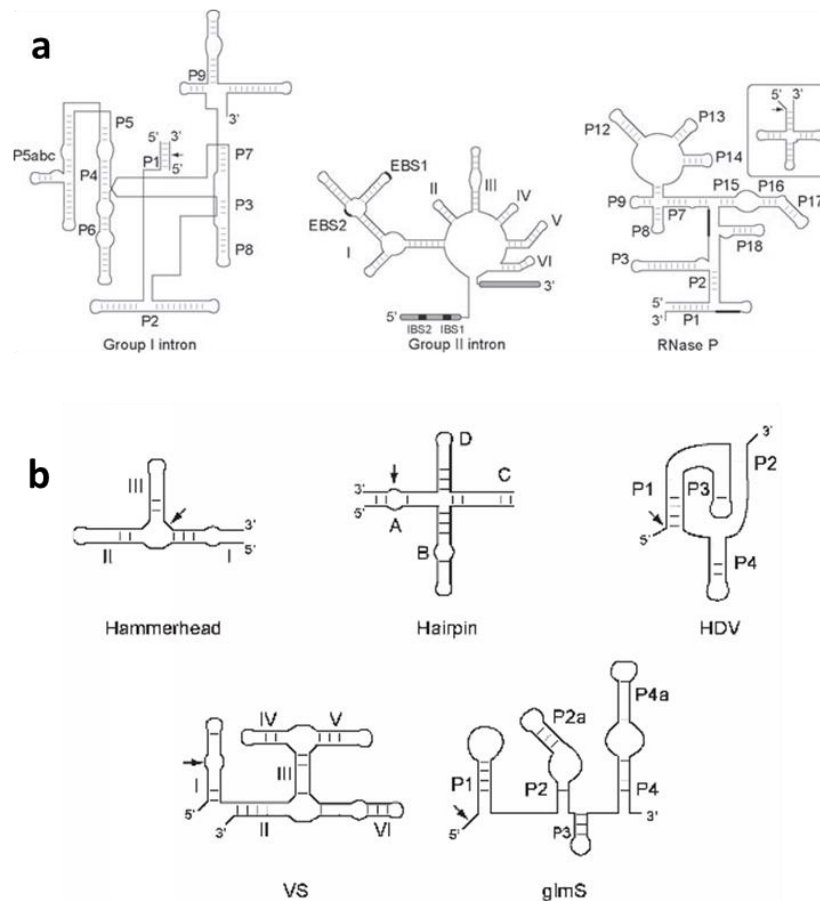 a
P9
3'
P5
P5abc
5'
3'
P1
5'
P4
P7
P3
P6
P8
P2
Group I intron
EBS1
EBS2
I
II
III
IV
V
VI
3'
5'
IBS2
IBS1
Group II intron
5'
3'
P12
P13
P14
P15
P16
P17
P9
P7
P8
P18
P3
P2
5'
3'
P1
RNase P
b
III
3'
5'
II
I
Hammerhead
D
C
3'
5'
A
B
Hairpin
3'
P2
P1
P3
5'
P4
HDV
IV
V
III
I
5'
3'
II
VI
VS
P4a
P2a
P1
P2
P4
5'
3'
P3
glmS